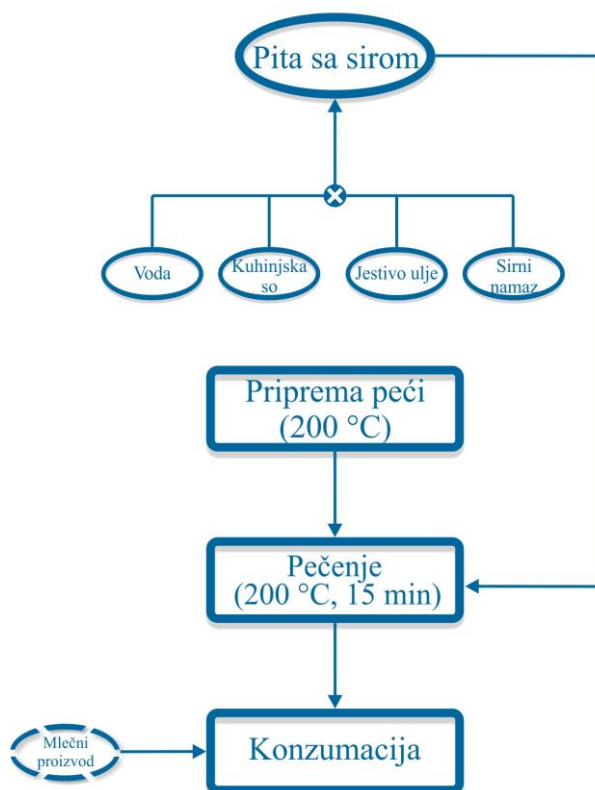 Pita sa sirom
Voda
Kuhinjska
so
Jestivo ulje
Sirni
namaz
Priprema peći
(200 °C)
Pečenje
(200 °C, 15 min)
Mlečni
proizvod
Konzumacija